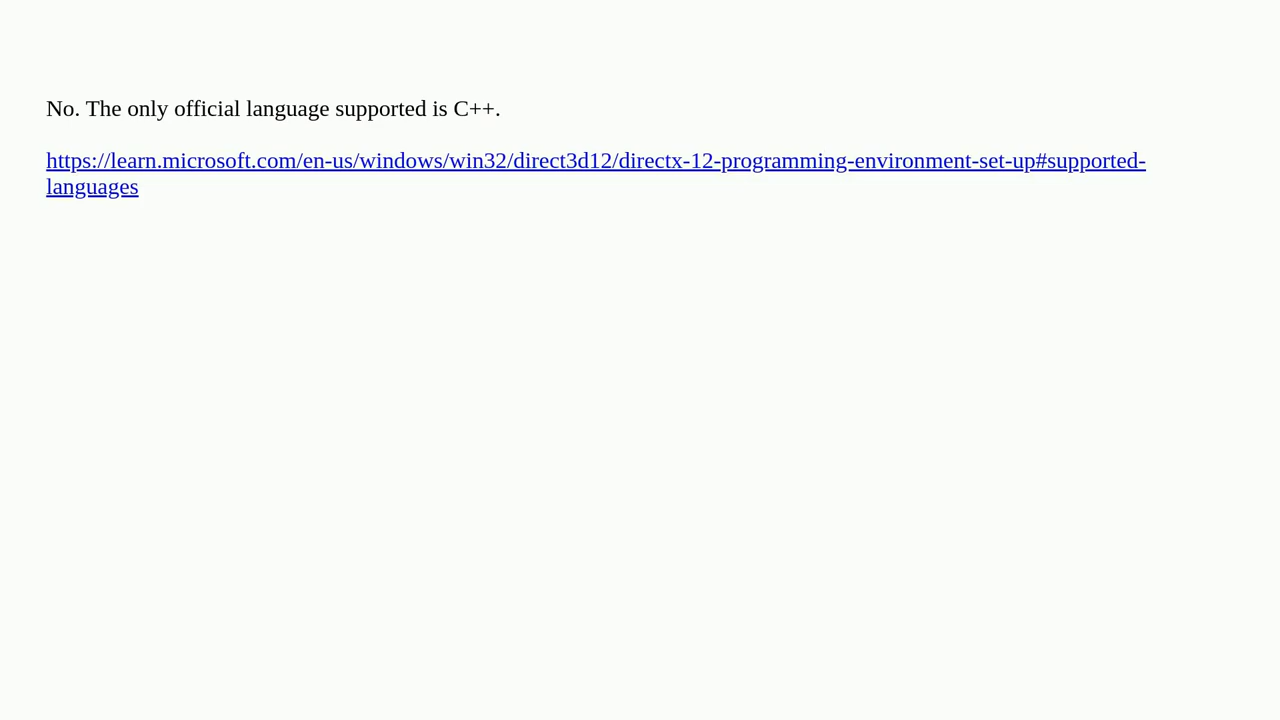 No. The only official language supported is C++.
https://learn.microsoft.com/en-us/windows/win32/direct3d12/directx-12-programming-environment-set-up#supported-
languages